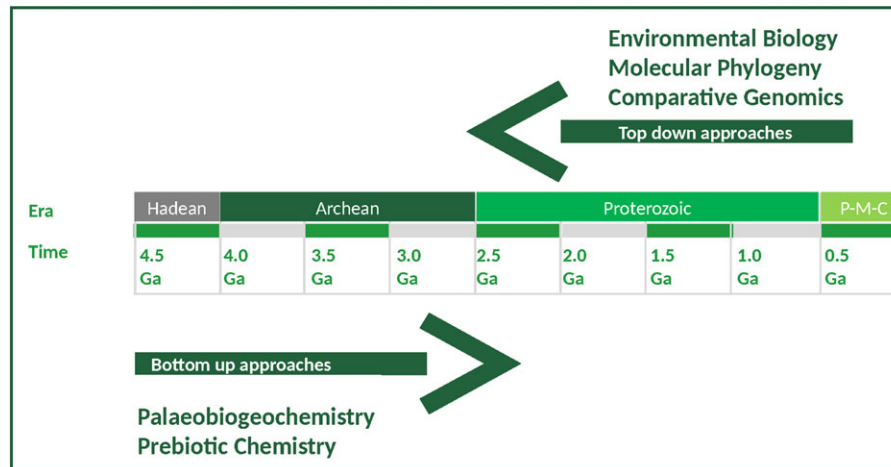 Environmental Biology
Molecular Phylogeny
Comparative Genomics
Top down approaches
Era Hadean Archean Proterozoic P-M-C
Time 4.5 4.0 3.5 3.0 2.5 2.0 1.5 1.0 0.5
Ga Ga Ga Ga Ga Ga Ga Ga Ga
Bottom up approaches
Palaeobiogeochemistry
Prebiotic Chemistry